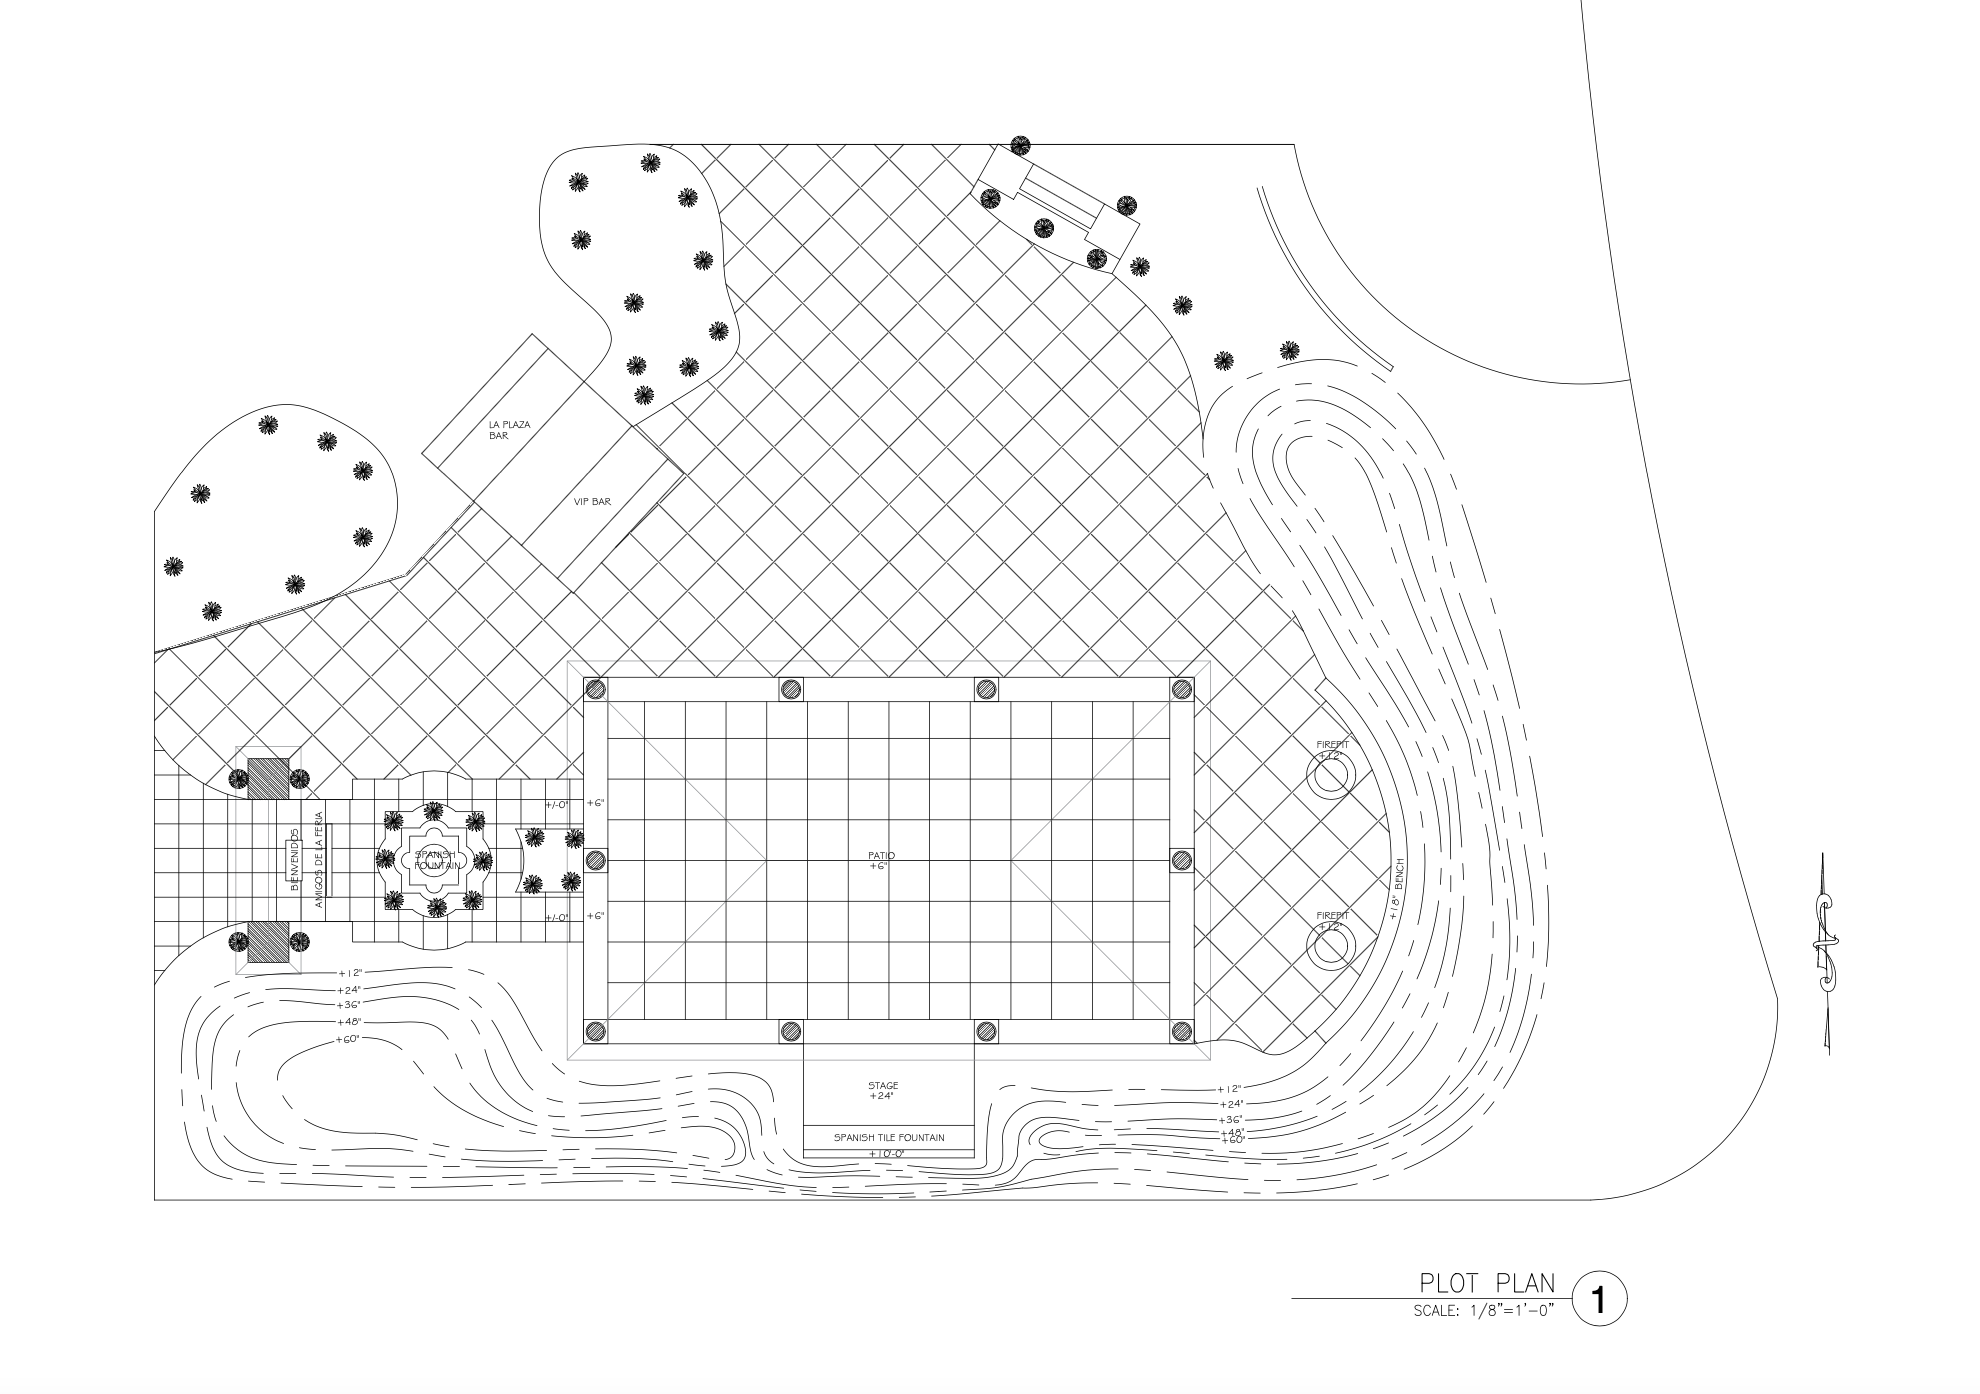 LA PLAZA
BAR
VIP BAR
FIREPIT
+12"
+/-0"
+6"
BIENVENIDOS
AMIGOS DE LA FERIA
SPANISH
FOUNTAIN
PATIO
+6"
+18" BENCH
+/-0"
+6"
FIREPIT
+12"
+12"
+24"
+36"
+48"
+60"
STAGE
+24"
SPANISH TILE FOUNTAIN
+10'-0"
+12"
+24"
+36"
+48"
+60"
PLOT PLAN
SCALE: 1/8"=1'-0"
1